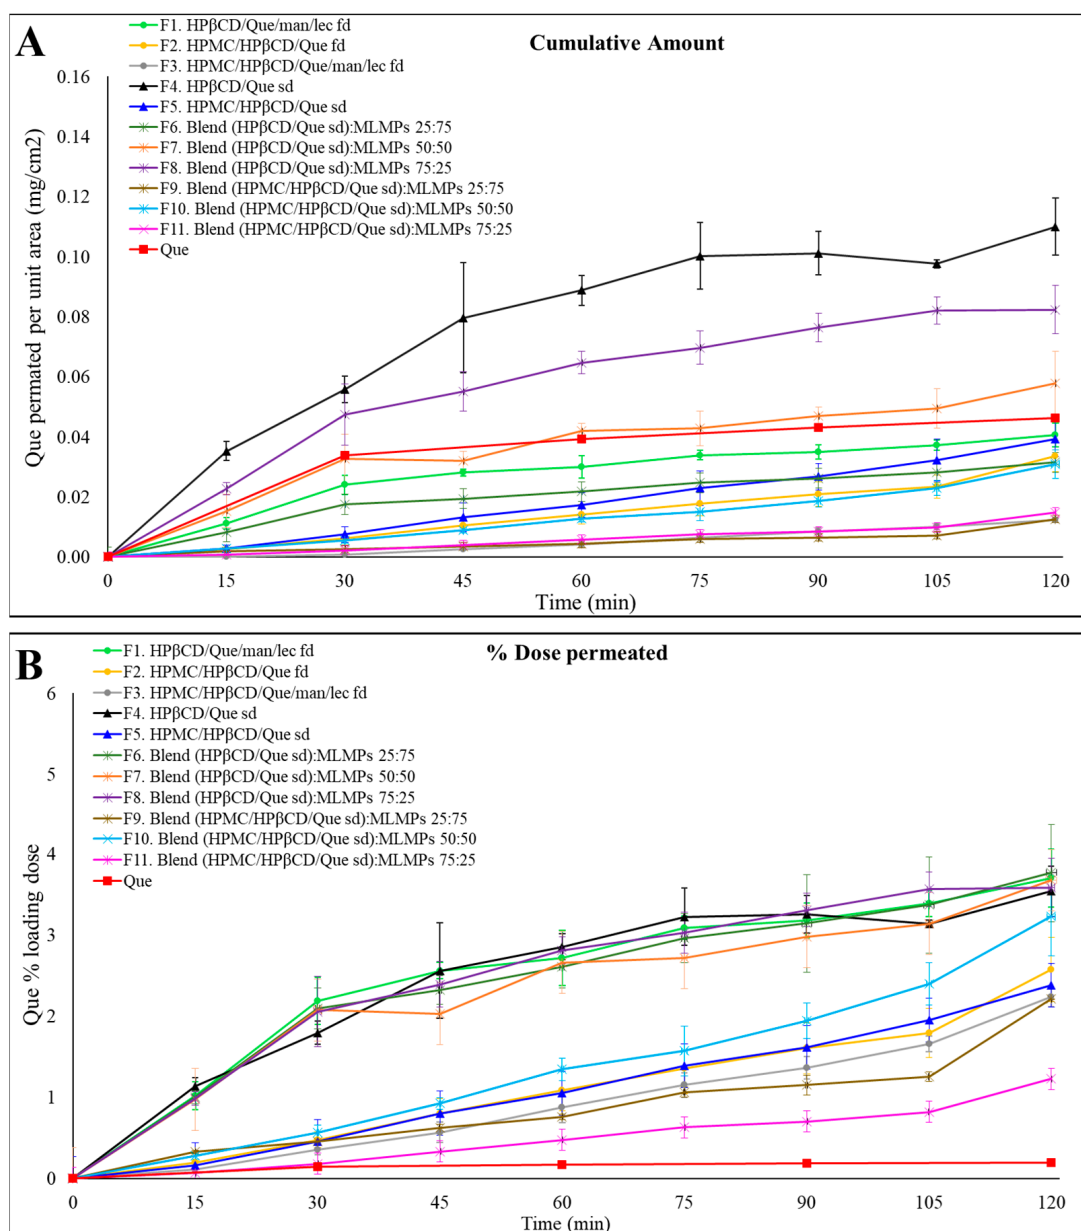 A
Cumulative Amount
F1. HPβCD/Que/man/lec fd
F2. HPMC/HPβCD/Que fd
F3. HPMC/HPβCD/Que/man/lec fd
F4. HPβCD/Que sd
F5. HPMC/HPβCD/Que sd
F6. Blend (HPβCD/Que sd):MLMPs 25:75
F7. Blend (HPβCD/Que sd):MLMPs 50:50
F8. Blend (HPβCD/Que sd):MLMPs 75:25
F9. Blend (HPMC/HPβCD/Que sd):MLMPs 25:75
F10. Blend (HPMC/HPβCD/Que sd):MLMPs 50:50
F11. Blend (HPMC/HPβCD/Que sd):MLMPs 75:25
Que
Que permated per unit area (mg/cm2)
0.16
0.14
0.12
0.10
0.08
0.06
0.04
0.02
0.00
0 15 30 45 60 75 90 105 120
Time (min)
B
% Dose permeated
F1. HPβCD/Que/man/lec fd
F2. HPMC/HPβCD/Que fd
F3. HPMC/HPβCD/Que/man/lec fd
F4. HPβCD/Que sd
F5. HPMC/HPβCD/Que sd
F6. Blend (HPβCD/Que sd):MLMPs 25:75
F7. Blend (HPβCD/Que sd):MLMPs 50:50
F8. Blend (HPβCD/Que sd):MLMPs 75:25
F9. Blend (HPMC/HPβCD/Que sd):MLMPs 25:75
F10. Blend (HPMC/HPβCD/Que sd):MLMPs 50:50
F11. Blend (HPMC/HPβCD/Que sd):MLMPs 75:25
Que
Que % loading dose
6
5
4
3
2
1
0
0 15 30 45 60 75 90 105 120
Time (min)